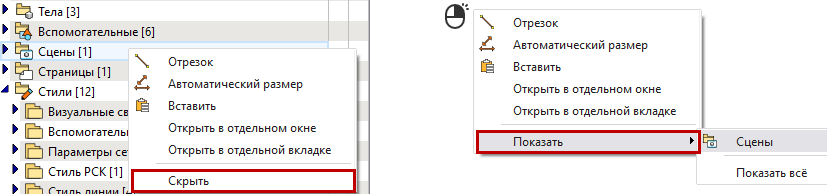 Тела [3]
Вспомогательные [6]
Сцены [1]
Страницы [1]
Стили [12]
Визуальные св
Вспомогательн
Параметры сет
Стиль РСК [1]
Стиль линии [4
Отрезок
Автоматический размер
Вставить
Открыть в отдельном окне
Открыть в отдельной вкладке
Скрыть
Отрезок
Автоматический размер
Вставить
Открыть в отдельном окне
Открыть в отдельной вкладке
Показать
Сцены
Показать всё